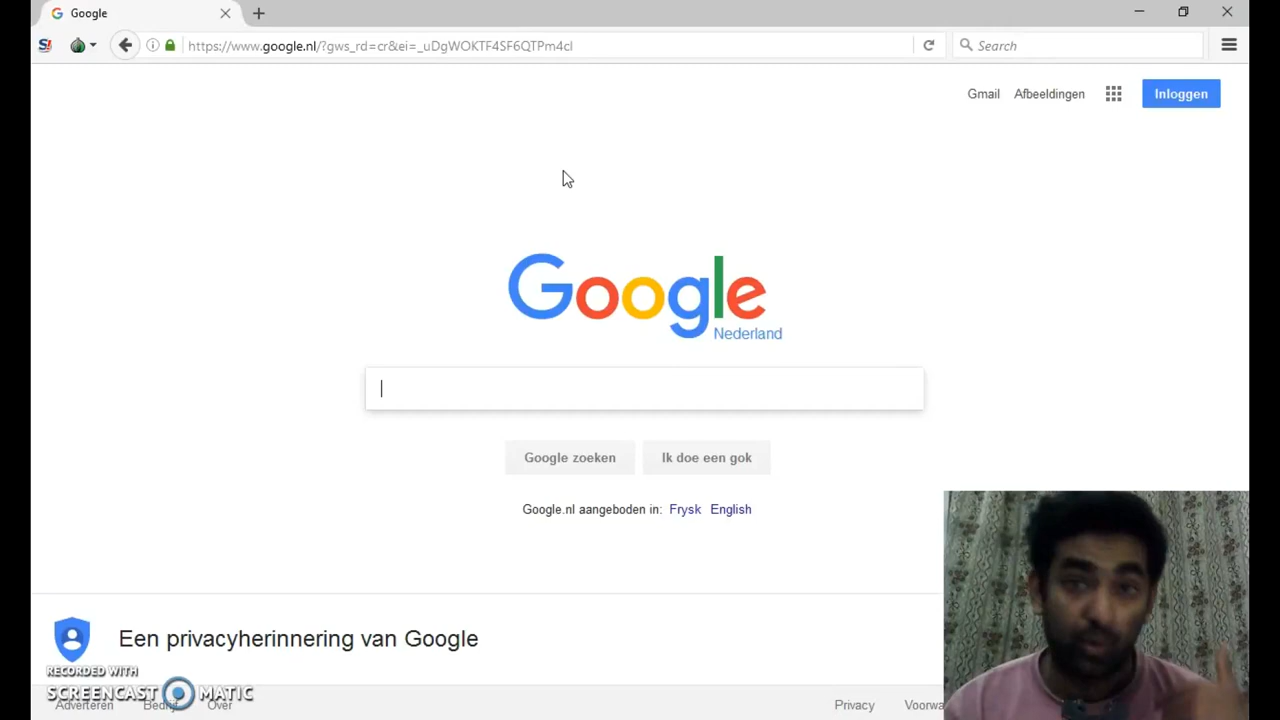 Google
https://www.google.nl/?gws_rd=cr&ei=_uDgWOKTF4SF6QTPm4cI
Search
Gmail
Afbeeldingen
Inloggen
Google
Nederland
Google zoeken
Ik doe een gok
Google.nl aangeboden in: Frysk English
Een privacyherinnering van Google
RECORDED WITH
SCREENCAST MATIC
Adverteren
Over
Privacy